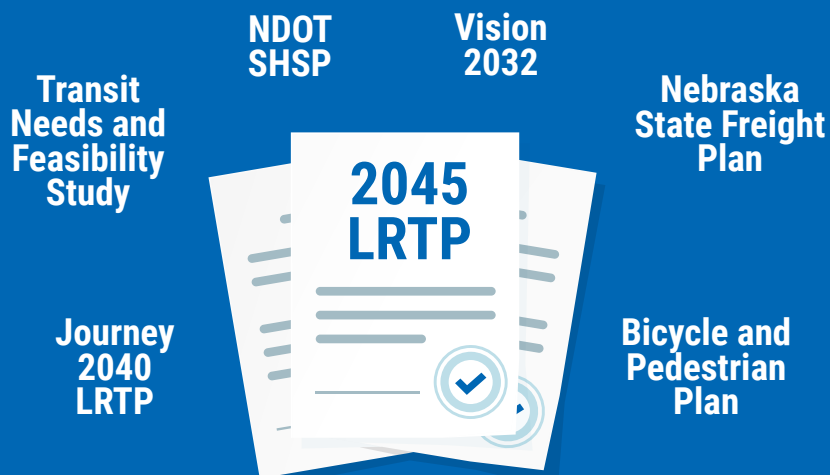 NDOT
SHSP
Vision
2032
Transit
Needs and
Feasibility
Study
Nebraska
State Freight
Plan
2045
LRTP
Journey
2040
LRTP
Bicycle and
Pedestrian
Plan